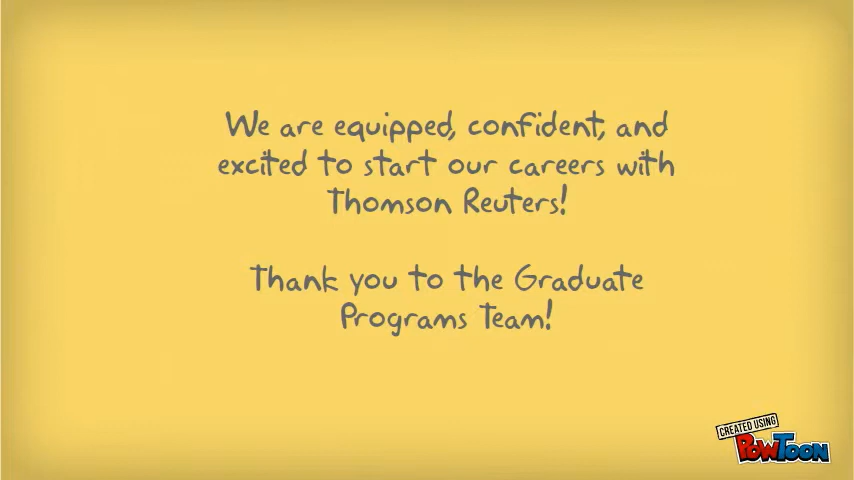 We are equipped, confident, and
excited to start our careers with
Thomson Reuters!
Thank you to the Graduate
Programs Team!
CREATED USING
POWTOON